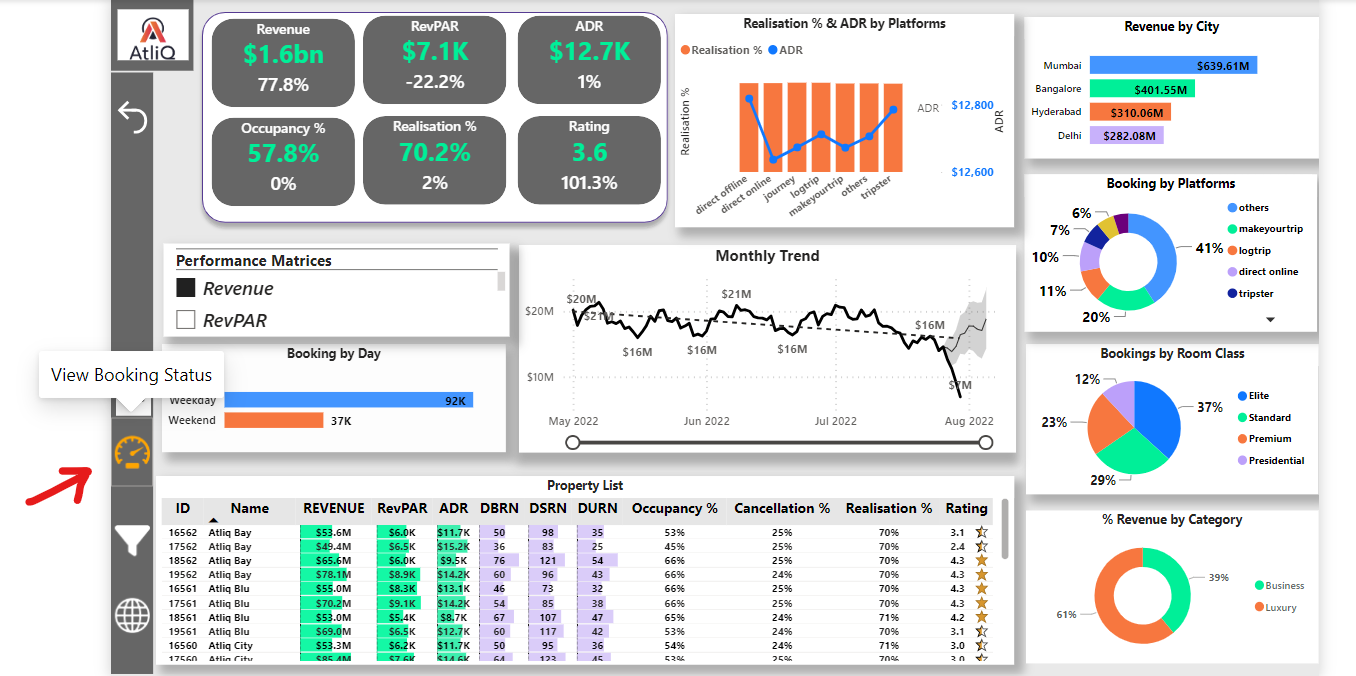 AtliQ
Revenue
$1.6bn
77.8%
RevPAR
$7.1K
-22.2%
ADR
$12.7K
1%
Occupancy %
57.8%
0%
Realisation %
70.2%
2%
Rating
3.6
101.3%
Realisation % & ADR by Platforms
Realisation % ADR
Realisation %
ADR
$12,800
$12,600
ADR
direct offline
direct online
journey
logtrip
makeyourtrip
others
tripster
Revenue by City
Mumbai $639.61M
Bangalore $401.55M
Hyderabad $310.06M
Delhi $282.08M
Performance Matrices
Revenue
RevPAR
Monthly Trend
$20M
$10M
$20M
$21M
$16M
$16M
$21M
$16M
$16M
$7M
May 2022 Jun 2022 Jul 2022 Aug 2022
Booking by Platforms
6%
7%
10%
11%
20%
41%
others
makeyourtrip
logtrip
direct online
tripster
View Booking Status
Booking by Day
Weekday 92K
Weekend 37K
Bookings by Room Class
12%
23%
29%
37%
Elite
Standard
Premium
Presidential
Property List
ID Name REVENUE RevPAR ADR DBRN DSRN DURN Occupancy % Cancellation % Realisation % Rating
16562 Atliq Bay $53.6M $6.0K $11.7K 50 98 35 53% 25% 70% 3.1
17562 Atliq Bay $49.4M $6.5K $15.2K 36 83 25 45% 25% 70% 2.4
18562 Atliq Bay $65.6M $6.0K $9.5K 76 121 54 66% 25% 70% 4.3
19562 Atliq Bay $78.1M $8.9K $14.2K 60 96 43 66% 24% 70% 4.3
16561 Atliq Blu $55.0M $8.3K $13.1K 46 73 32 66% 25% 70% 4.3
17561 Atliq Blu $70.2M $9.1K $14.2K 54 85 38 66% 25% 70% 4.3
18561 Atliq Blu $53.0M $5.4K $8.7K 67 107 47 65% 24% 71% 4.2
19561 Atliq Blu $69.0M $6.5K $12.7K 60 117 42 53% 24% 70% 3.1
16560 Atliq City $53.3M $6.2K $11.7K 50 95 36 54% 24% 71% 3.0
17560 Atliq City $85.4M $7.6K $14.6K 64 123 45 53% 25% 70% 3.0
% Revenue by Category
39%
61%
Business
Luxury